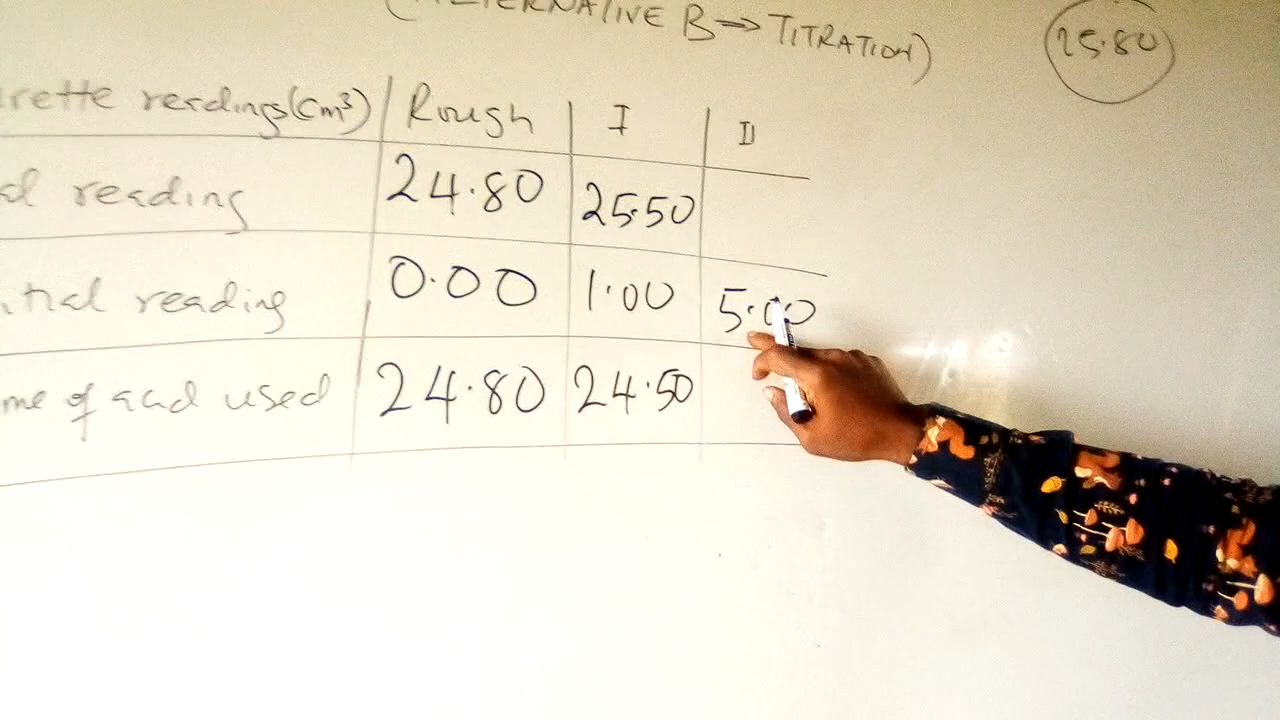 (ALTERNATIVE B ⟹ TITRATION)
25.80
rette readings (cm³) Rough I II
d reading 24.80 25.50
itial reading 0.00 1.00 5.00
me of acid used 24.80 24.50